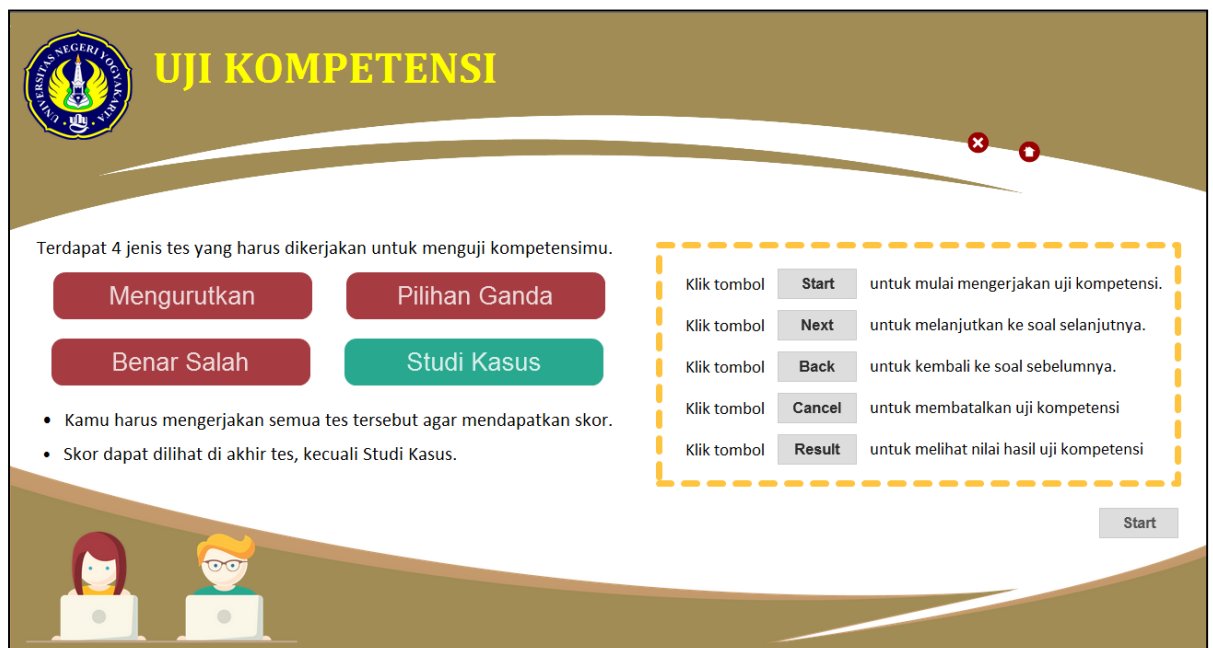 UNIVERSITAS NEGERI YOGYAKARTA
UJI KOMPETENSI
Terdapat 4 jenis tes yang harus dikerjakan untuk menguji kompetensimu.
Mengurutkan
Pilihan Ganda
Benar Salah
Studi Kasus
• Kamu harus mengerjakan semua tes tersebut agar mendapatkan skor.
• Skor dapat dilihat di akhir tes, kecuali Studi Kasus.
Klik tombol Start untuk mulai mengerjakan uji kompetensi.
Klik tombol Next untuk melanjutkan ke soal selanjutnya.
Klik tombol Back untuk kembali ke soal sebelumnya.
Klik tombol Cancel untuk membatalkan uji kompetensi
Klik tombol Result untuk melihat nilai hasil uji kompetensi
Start